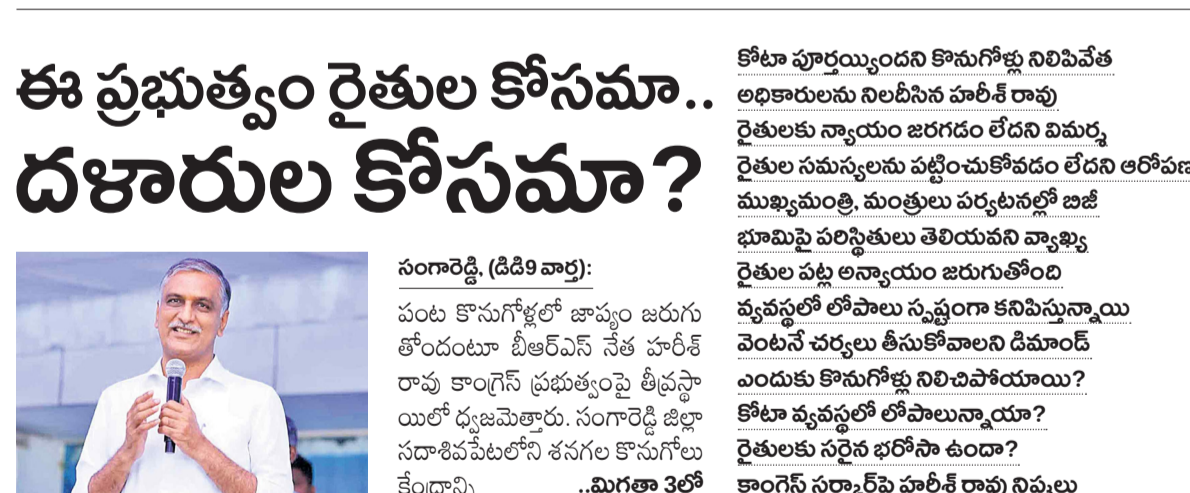 ఈ ప్రభుత్వం రైతుల కోసమా..
దళారుల కోసమా?
సంగారెడ్డి, (డిడి9 వార్త):
పంట కొనుగోళ్లలో జాప్యం జరుగు
తోందంటూ బీఆర్ఎస్ నేత హరీశ్
రావు కాంగ్రెస్ ప్రభుత్వంపై తీవ్రస్థా
యిలో ధ్వజమెత్తారు. సంగారెడ్డి జిల్లా
సదాశివపేటలోని శనగల కొనుగోలు
కేంద్రాన్ని ..మిగతా 3లో
కోటా పూర్తయ్యిందని కొనుగోళ్లు నిలిపివేత
అధికారులను నిలదీసిన హరీశ్ రావు
రైతులకు న్యాయం జరగడం లేదని విమర్శ
రైతుల సమస్యలను పట్టించుకోవడం లేదని ఆరోపణ
ముఖ్యమంత్రి, మంత్రులు పర్యటనల్లో బిజీ
భూమిపై పరిస్థితులు తెలియవని వ్యాఖ్య
రైతుల పట్ల అన్యాయం జరుగుతోంది
వ్యవస్థలో లోపాలు స్పష్టంగా కనిపిస్తున్నాయి
వెంటనే చర్యలు తీసుకోవాలని డిమాండ్
ఎందుకు కొనుగోళ్లు నిలిచిపోయాయి?
కోటా వ్యవస్థలో లోపాలున్నాయా?
రైతులకు సరైన భరోసా ఉందా?
కాంగ్రెస్ సర్కార్‌పై హరీశ్ రావు నిప్పులు